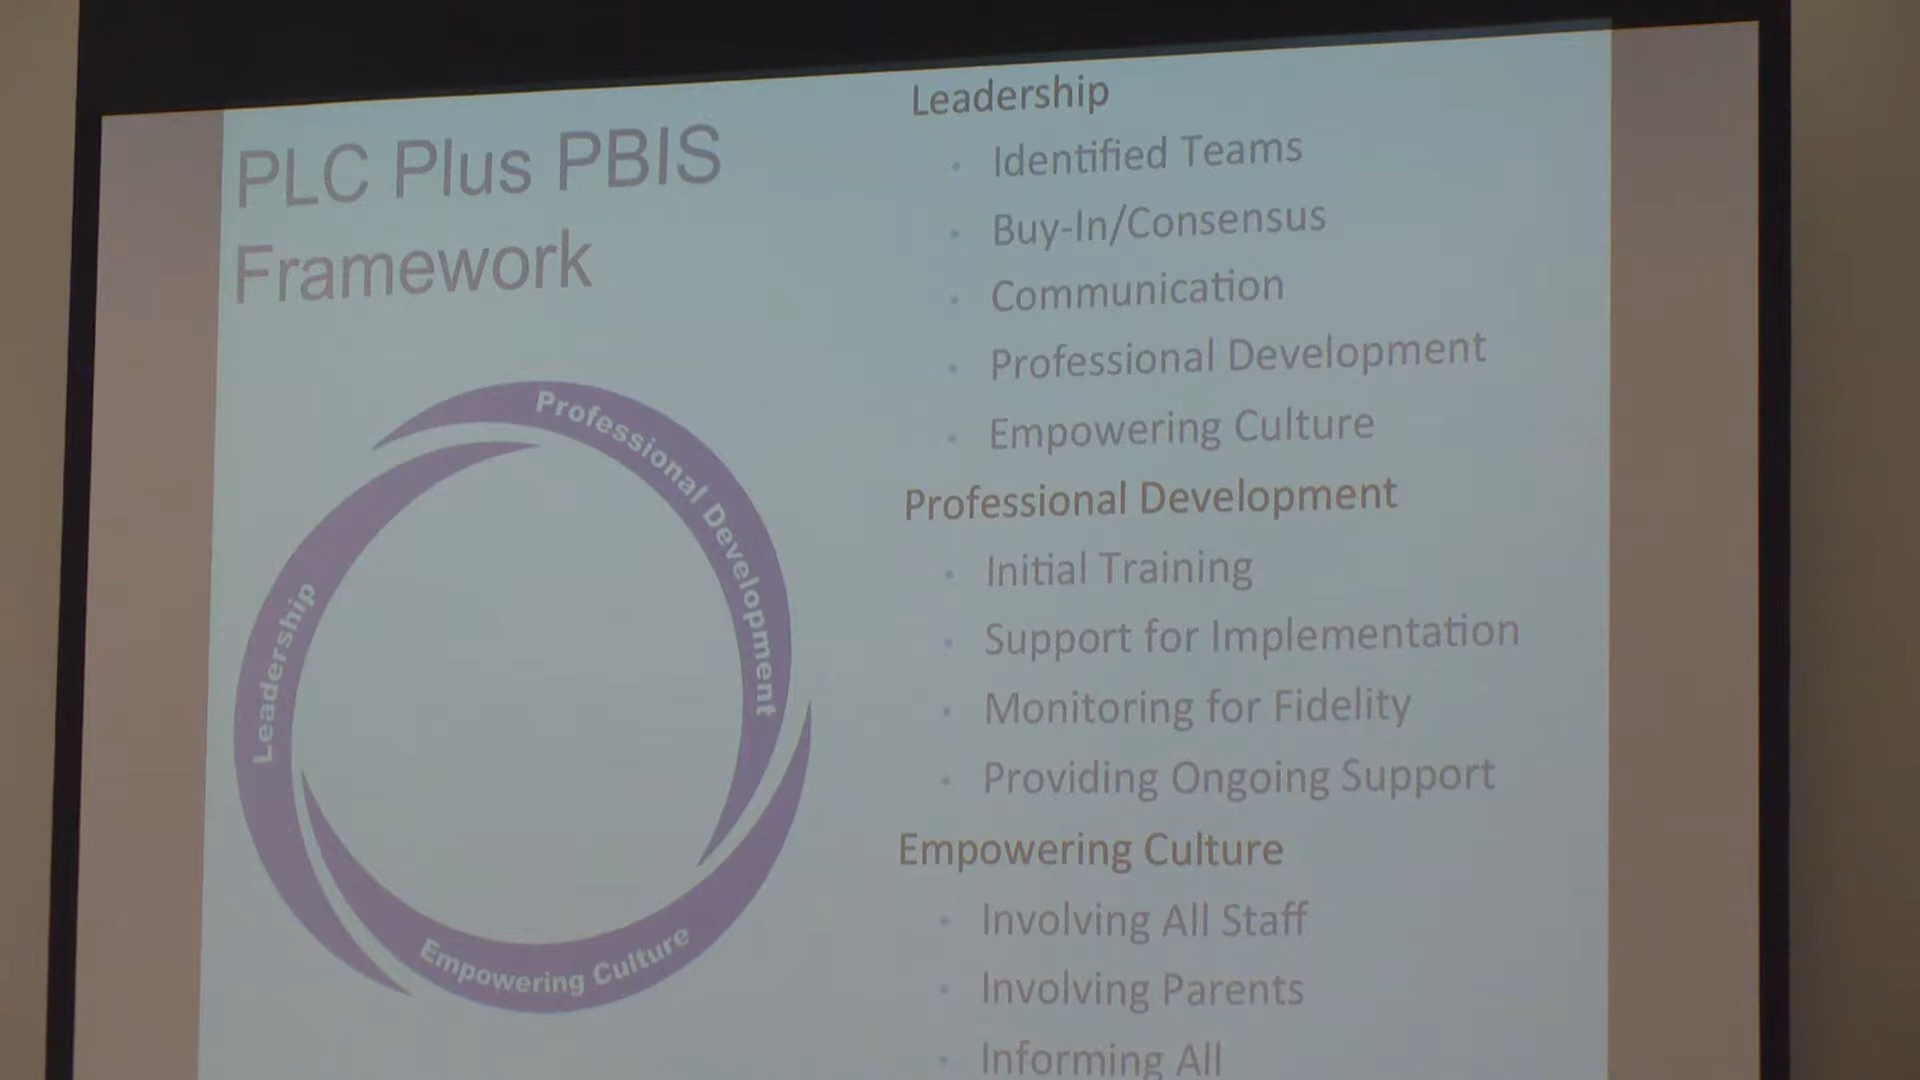 PLC Plus PBIS
Framework
Professional Development
Leadership
Empowering Culture
Leadership
· Identified Teams
· Buy-In/Consensus
· Communication
· Professional Development
· Empowering Culture
Professional Development
· Initial Training
· Support for Implementation
· Monitoring for Fidelity
· Providing Ongoing Support
Empowering Culture
· Involving All Staff
· Involving Parents
· Informing All